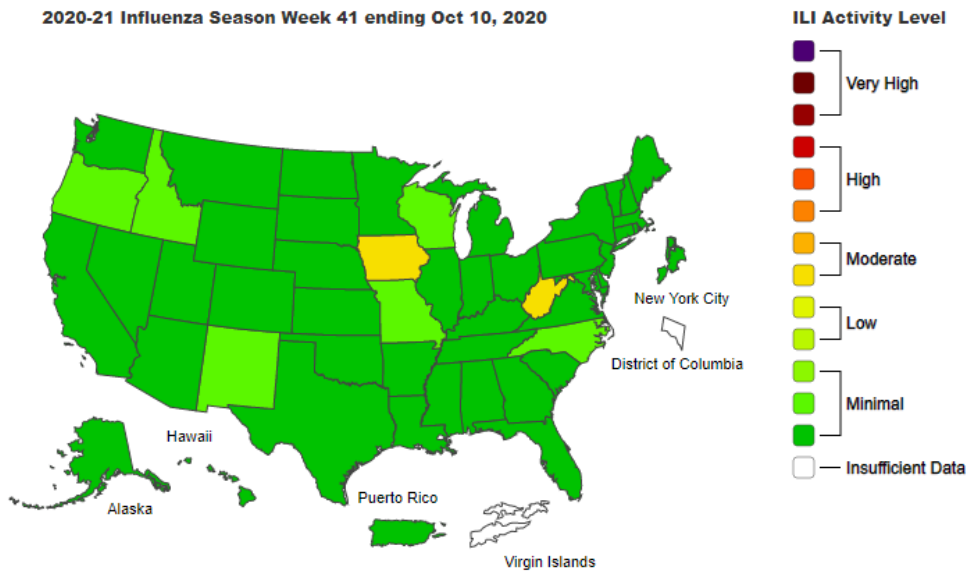 2020-21 Influenza Season Week 41 ending Oct 10, 2020
ILI Activity Level
Very High
High
Moderate
Low
Minimal
Insufficient Data
New York City
District of Columbia
Hawaii
Alaska
Puerto Rico
Virgin Islands